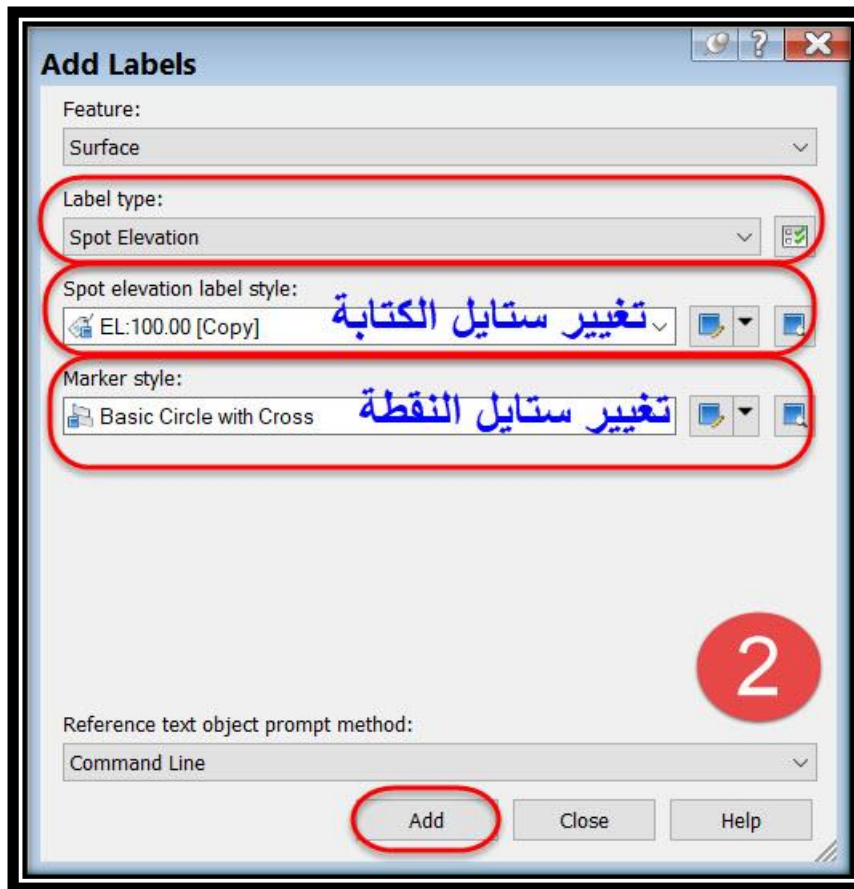 Add Labels
Feature:
Surface
Label type:
Spot Elevation
Spot elevation label style:
EL:100.00 [Copy]
تغيير ستايل الكتابة
Marker style:
Basic Circle with Cross
تغيير ستايل النقطة
2
Reference text object prompt method:
Command Line
Add
Close
Help